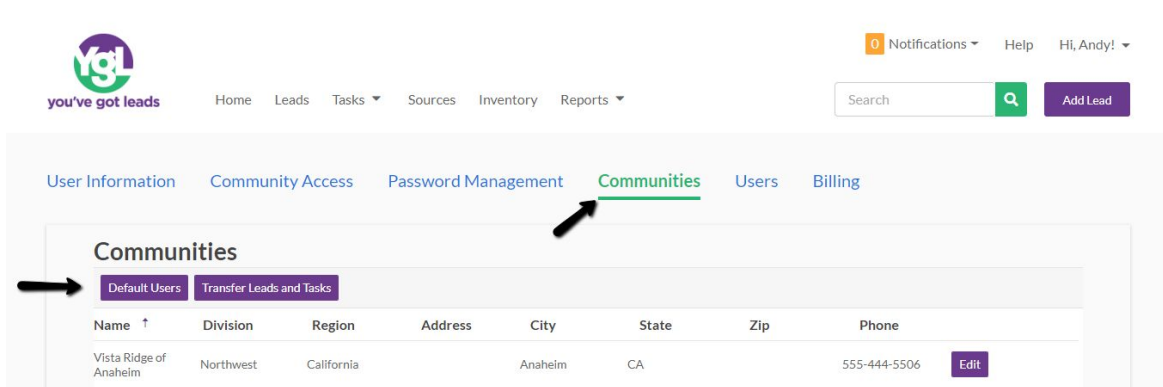 0 Notifications Help Hi, Andy!
YGL
you've got leads
Home Leads Tasks Sources Inventory Reports Search Add Lead
User Information Community Access Password Management Communities Users Billing
Communities
Default Users Transfer Leads and Tasks
Name ↑ Division Region Address City State Zip Phone
Vista Ridge of
Anaheim Northwest California Anaheim CA 555-444-5506 Edit